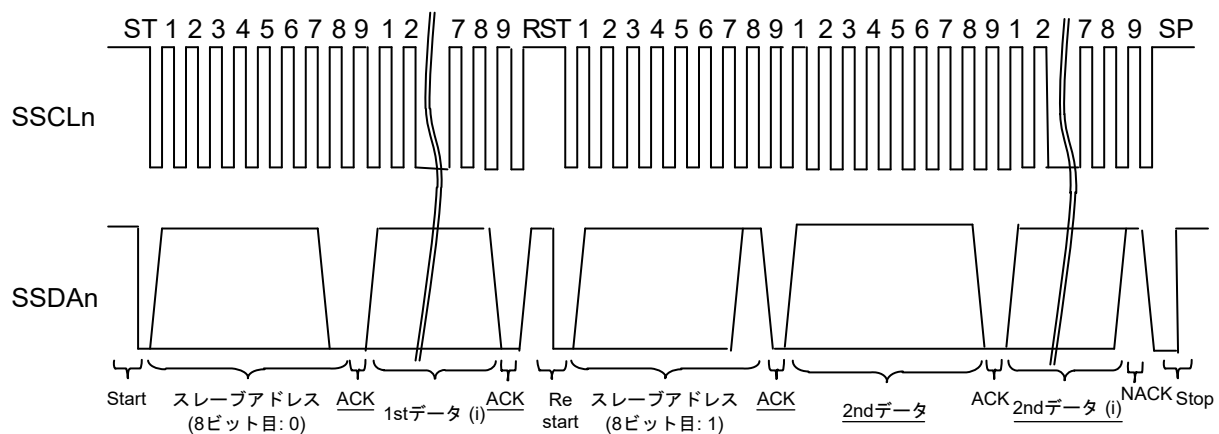 ST 1 2 3 4 5 6 7 8 9 1 2 7 8 9 RST 1 2 3 4 5 6 7 8 9 1 2 3 4 5 6 7 8 9 1 2 7 8 9 SP
SSCLn
SSDAn
Start
スレーブアドレス
(8ビット目: 0)
ACK
1stデータ (i)
ACK
Re
start
スレーブアドレス
(8ビット目: 1)
ACK
2ndデータ
ACK
2ndデータ (i)
NACK
Stop